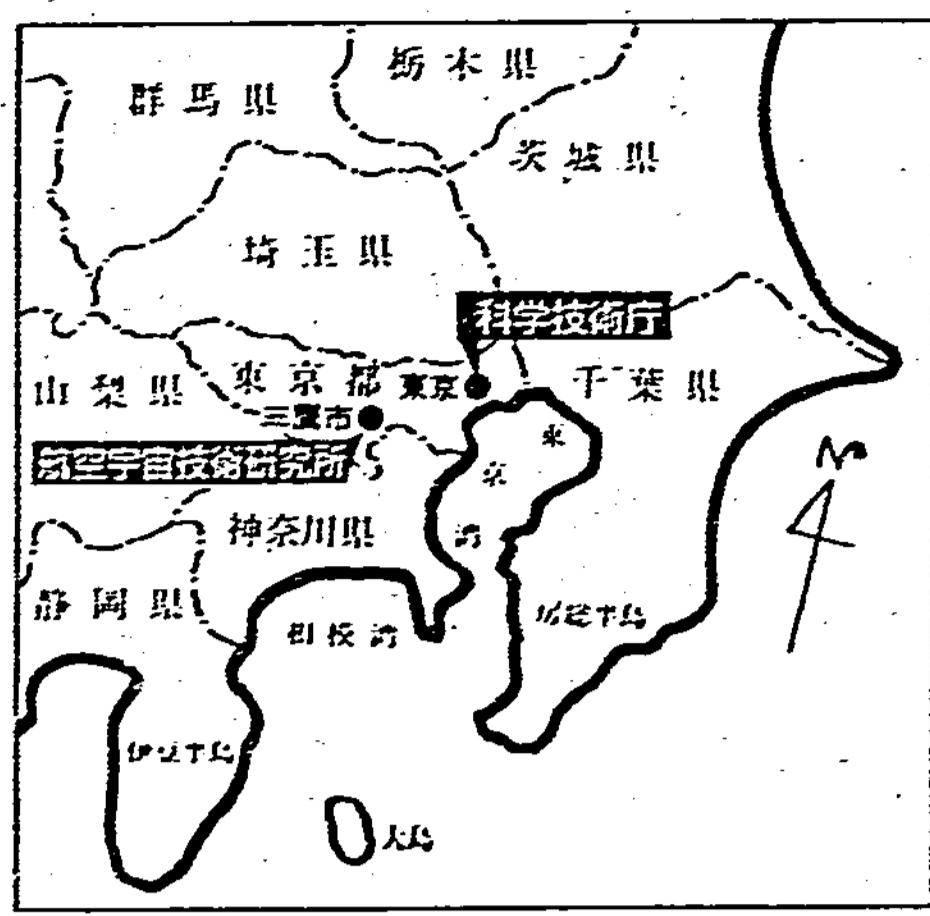 栃木県
群馬県
茨城県
埼玉県
科学技術庁
山梨県
東京都
東京
千葉県
三鷹市
東京湾
航空宇宙技術研究所
神奈川県
静岡県
相模湾
房総半島
伊豆半島
大島
N